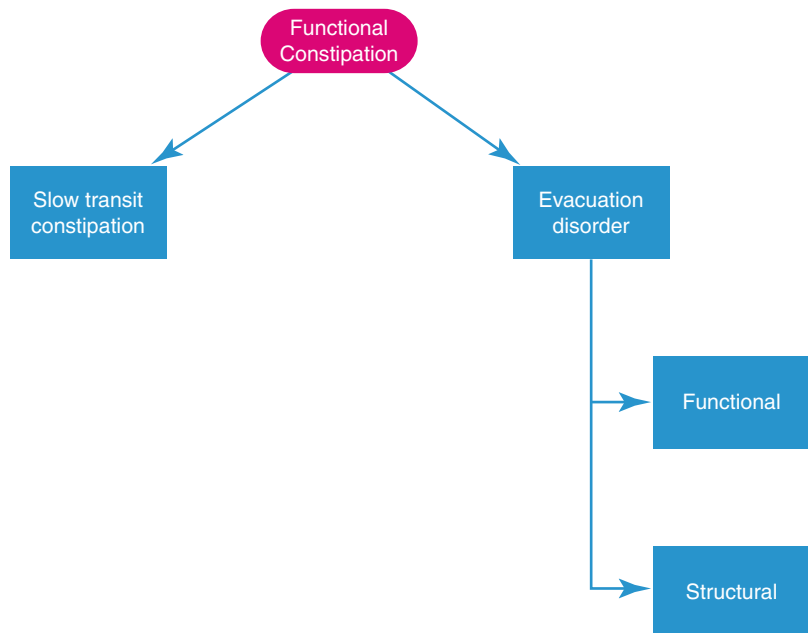 Functional
Constipation
Slow transit
constipation
Evacuation
disorder
Functional
Structural